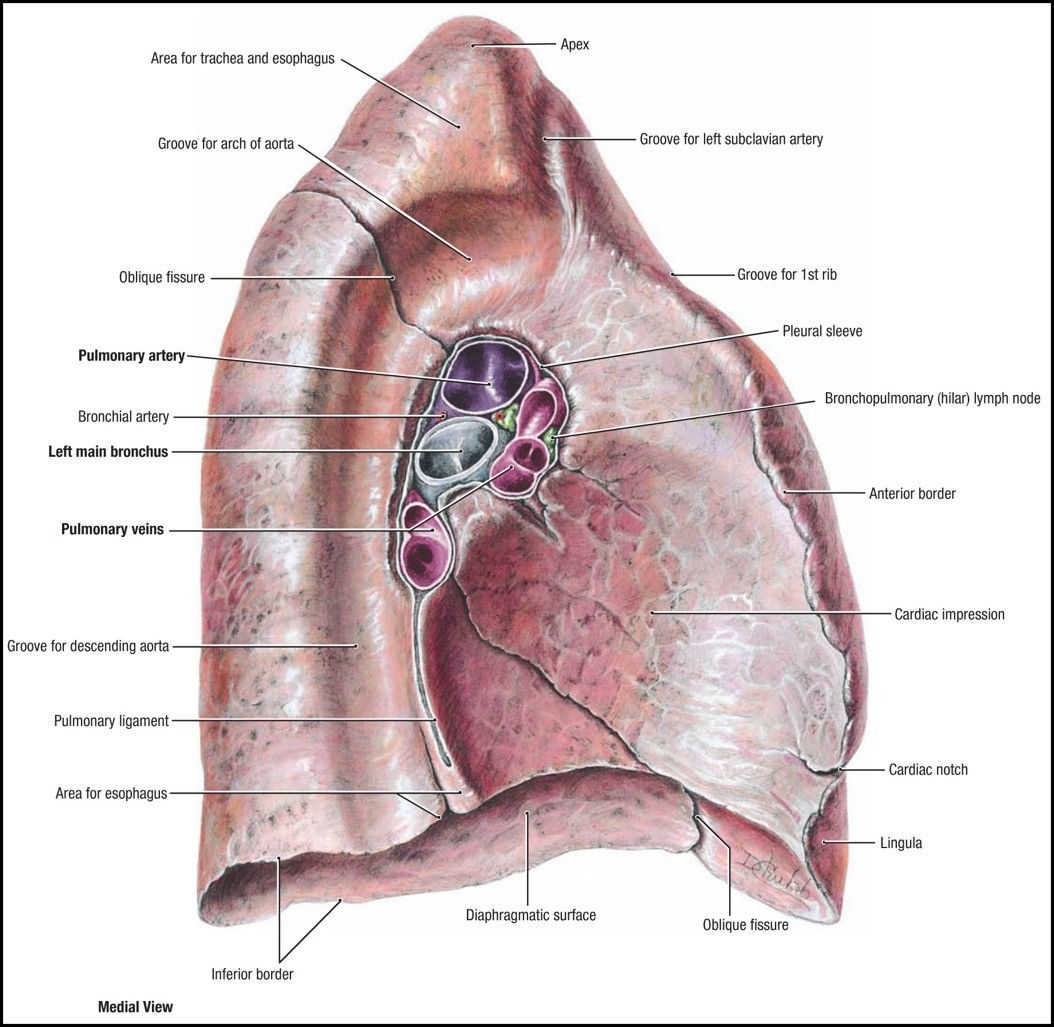 Apex
Area for trachea and esophagus
Groove for left subclavian artery
Groove for arch of aorta
Groove for 1st rib
Oblique fissure
Pleural sleeve
Pulmonary artery
Bronchopulmonary (hilar) lymph node
Bronchial artery
Left main bronchus
Anterior border
Pulmonary veins
Cardiac impression
Groove for descending aorta
Pulmonary ligament
Cardiac notch
Area for esophagus
Lingula
Diaphragmatic surface
Oblique fissure
Inferior border
Medial View